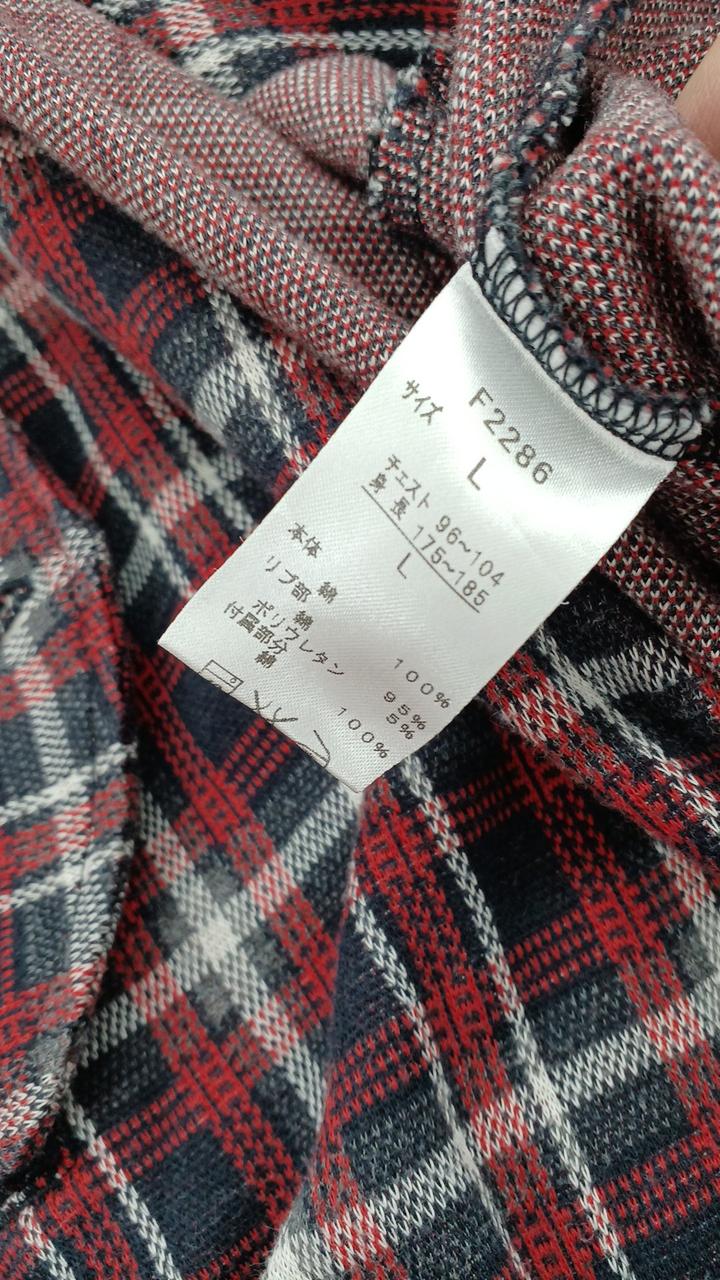 F2286
サイズ L
チェスト 96~104
身長 175~185
L
本体
綿 100%
リブ部
綿 95%
ポリウレタン 5%
付属部分
綿 100%